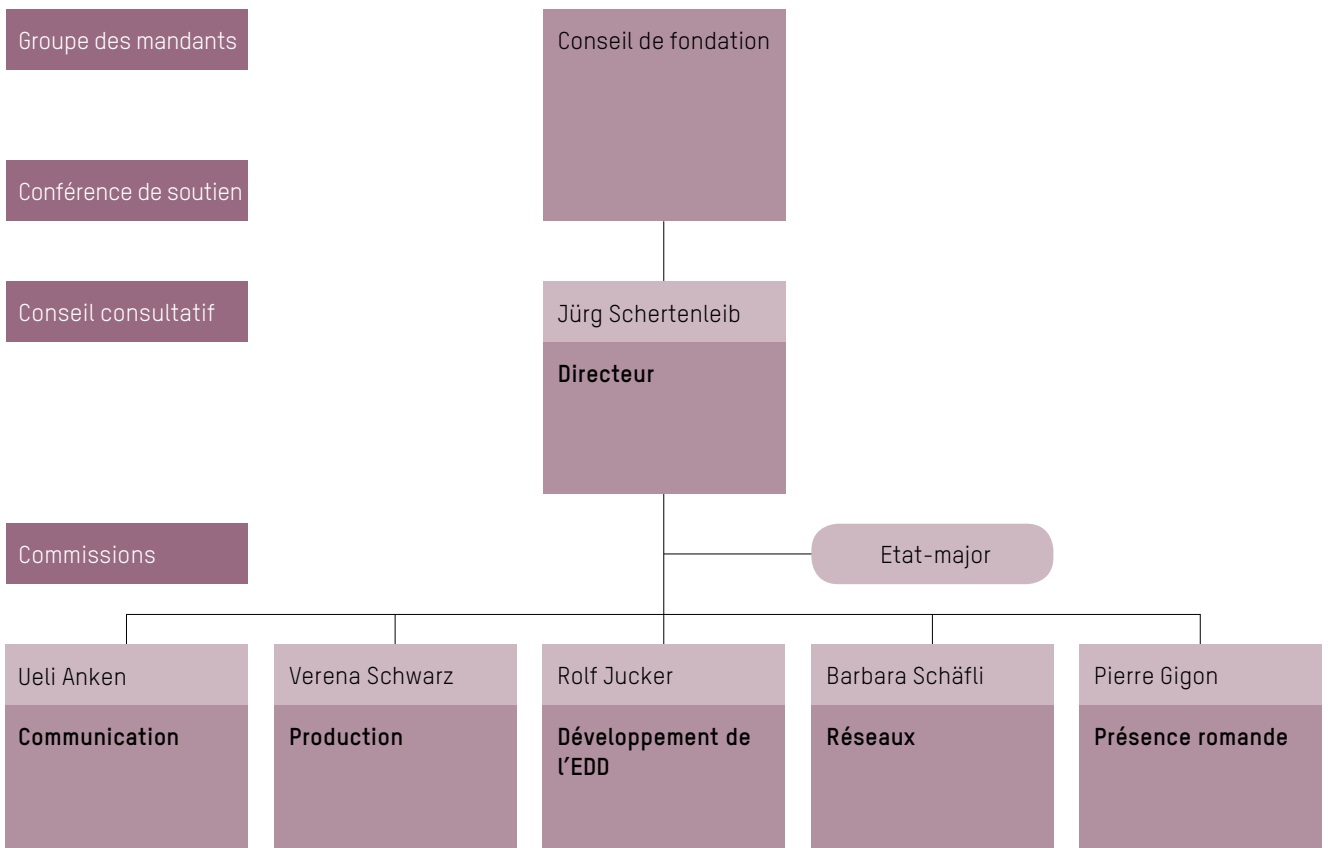 Groupe des mandants
Conseil de fondation
Conférence de soutien
Conseil consultatif
Jürg Schertenleib
Directeur
Commissions
Etat-major
Ueli Anken
Communication
Verena Schwarz
Production
Rolf Jucker
Développement de
l’EDD
Barbara Schäfli
Réseaux
Pierre Gigon
Présence romande